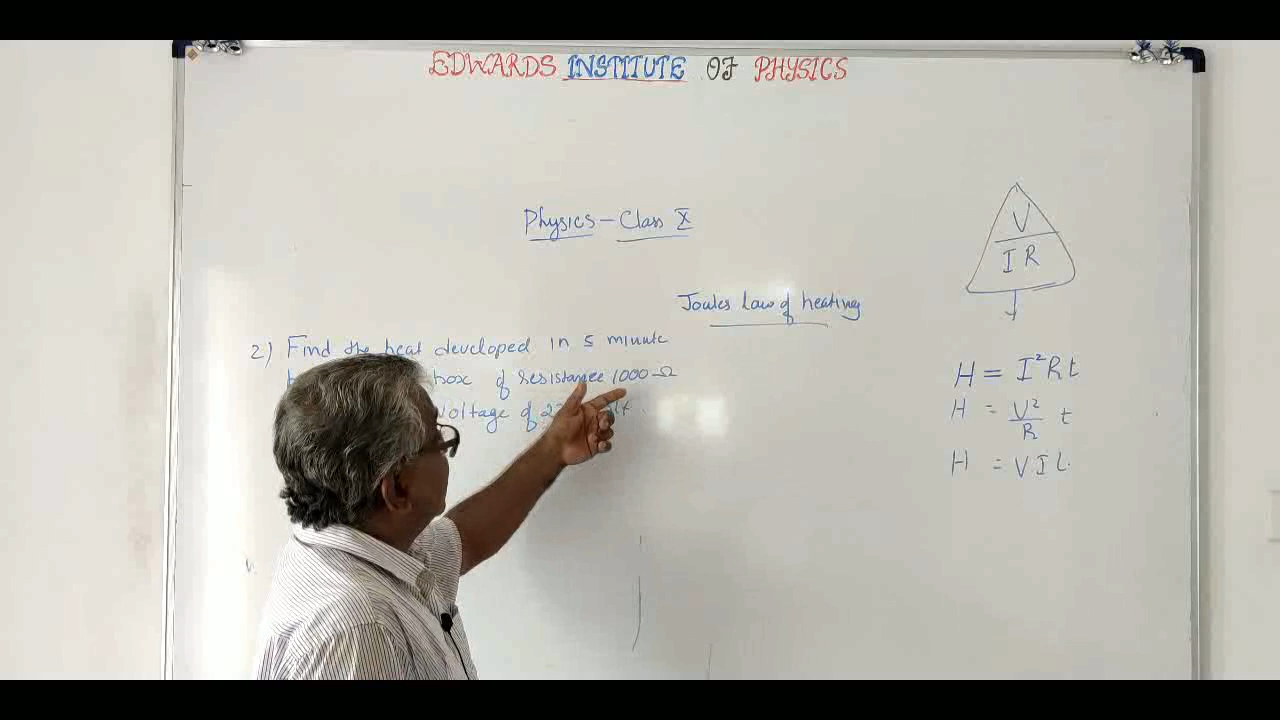 EDWARDS INSTITUTE OF PHYSICS
Physics – Class X
V
I R
Joules Law of heating
2) Find the heat developed in 5 minute
box of resistance 1000 Ω
Voltage of
H = I²Rt
H = V²/R t
H = VIt